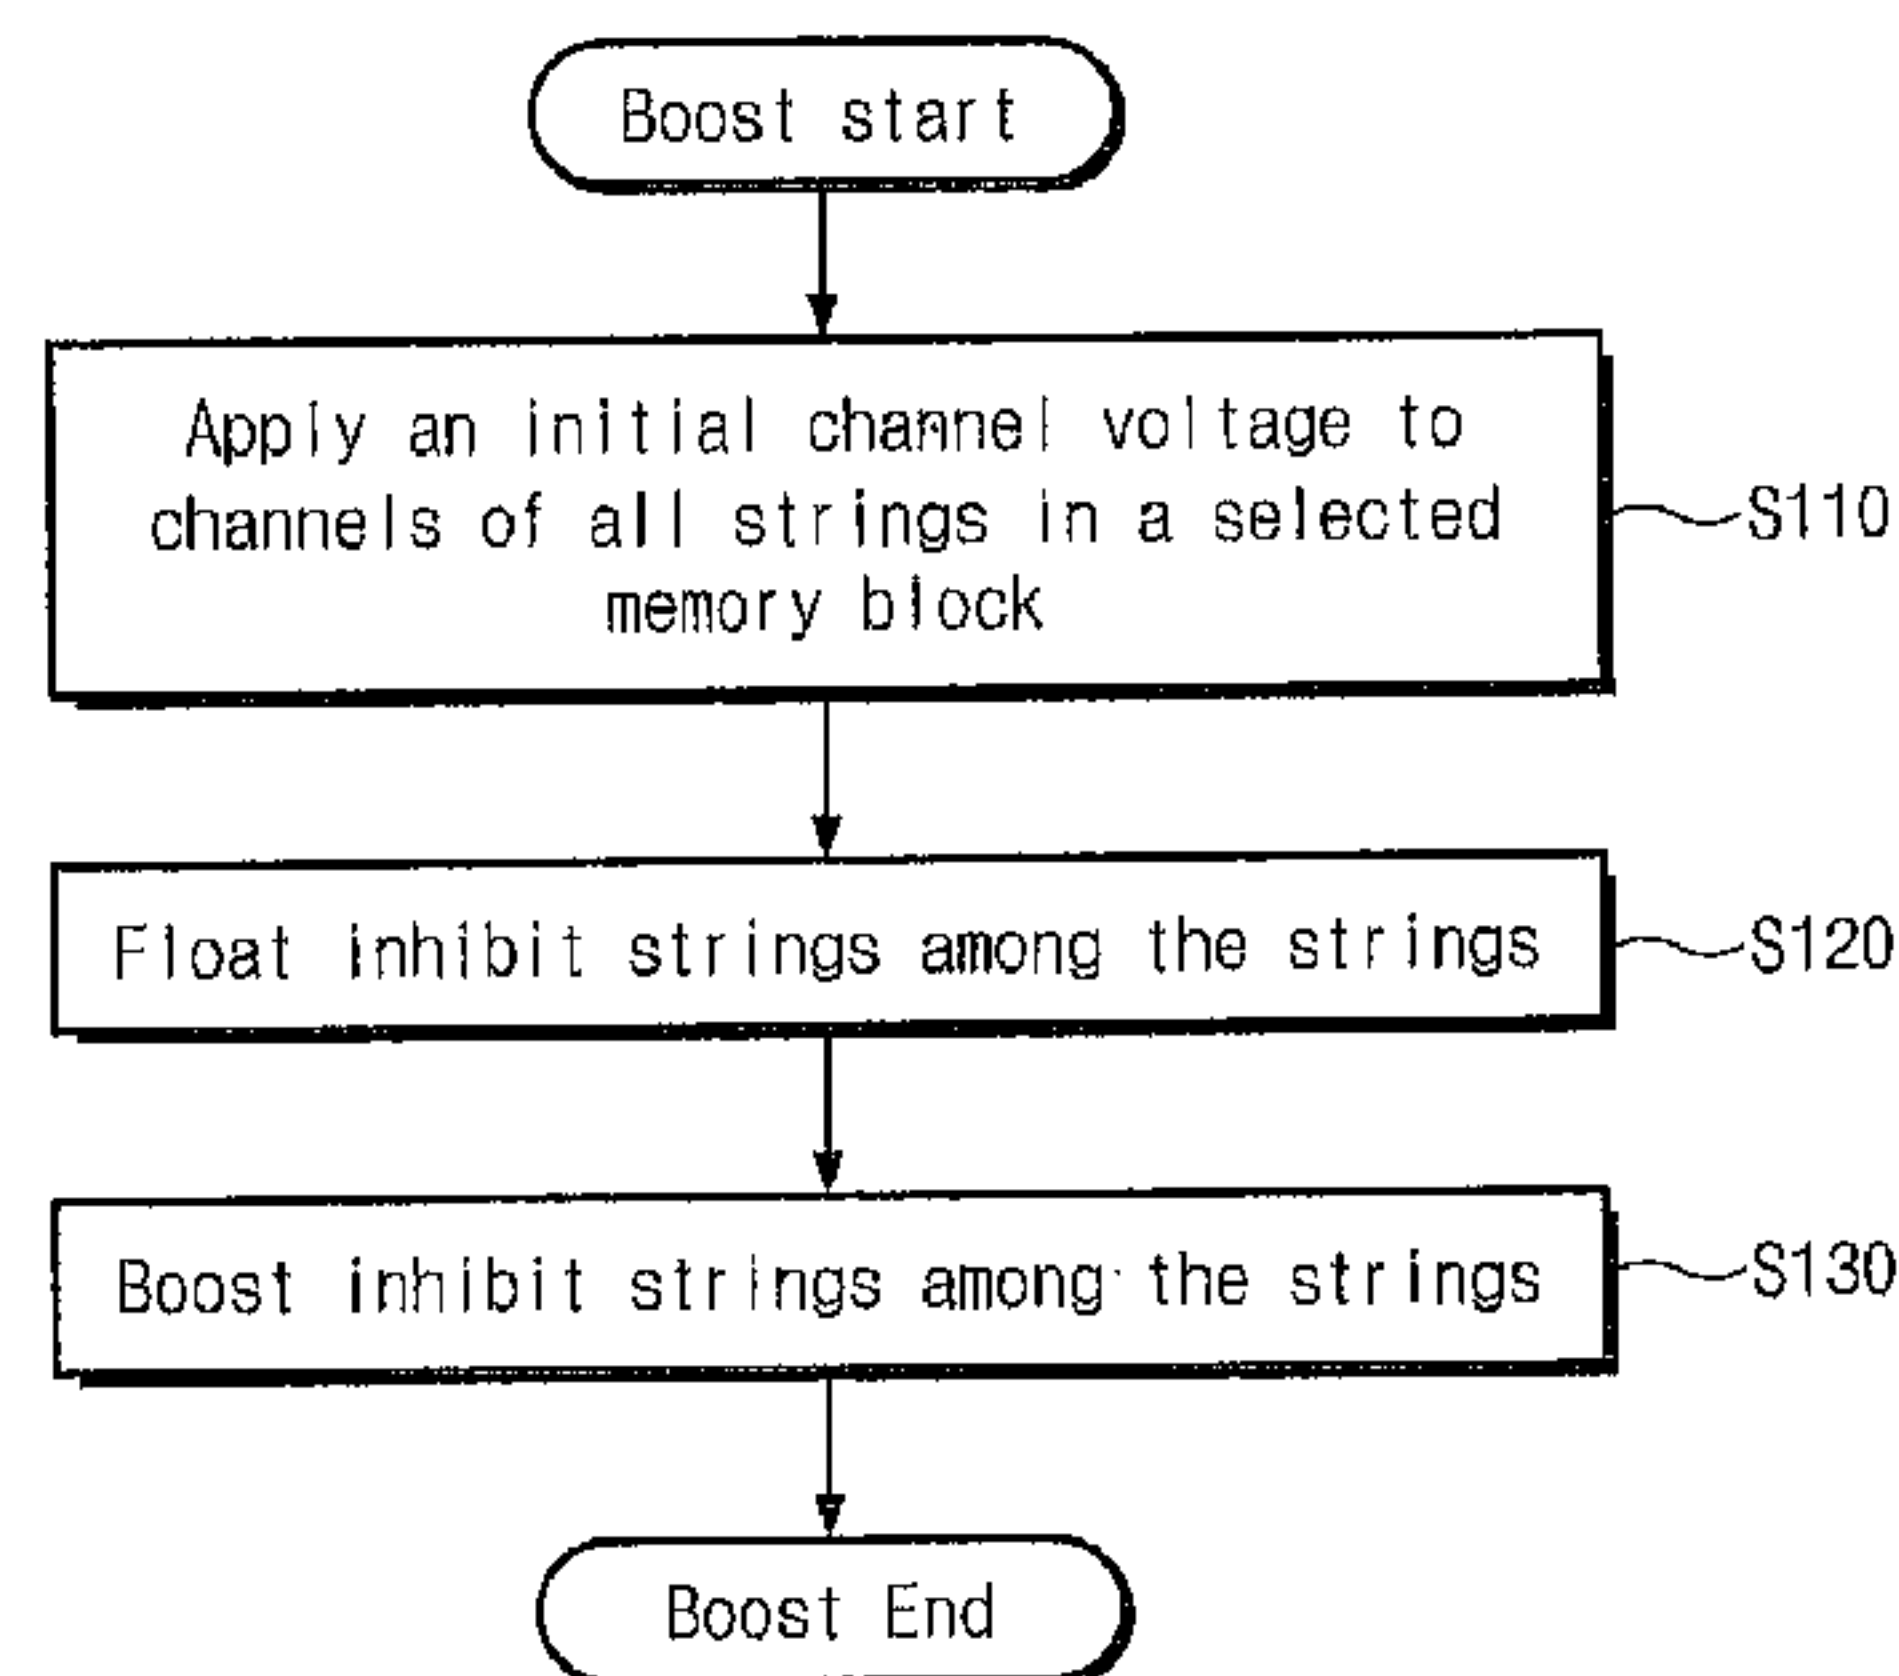 Boost start
Apply an initial channel voltage to
channels of all strings in a selected
memory block
S110
Float inhibit strings among the strings
S120
Boost inhibit strings among the strings
S130
Boost End